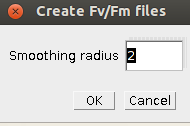 Create Fv/Fm files
Smoothing radius 2
OK Cancel